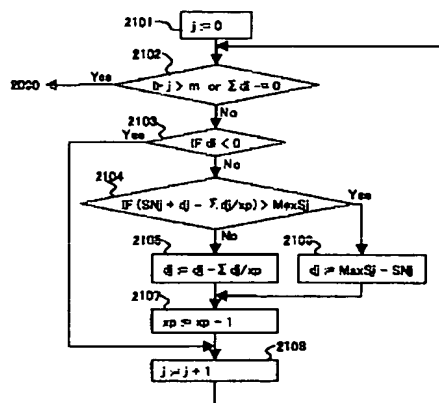 2101
j := 0
2102
2000
Yes
j > m or Σ dj = 0
No
2103
Yes
IF dj < 0
No
2104
Yes
IF (SNj + dj - Σ dj/xp) > MaxSj
No
2105
dj := dj - Σ dj/xp
dj := MaxSj - SNj
2107
xp := xp - 1
2108
j := j + 1